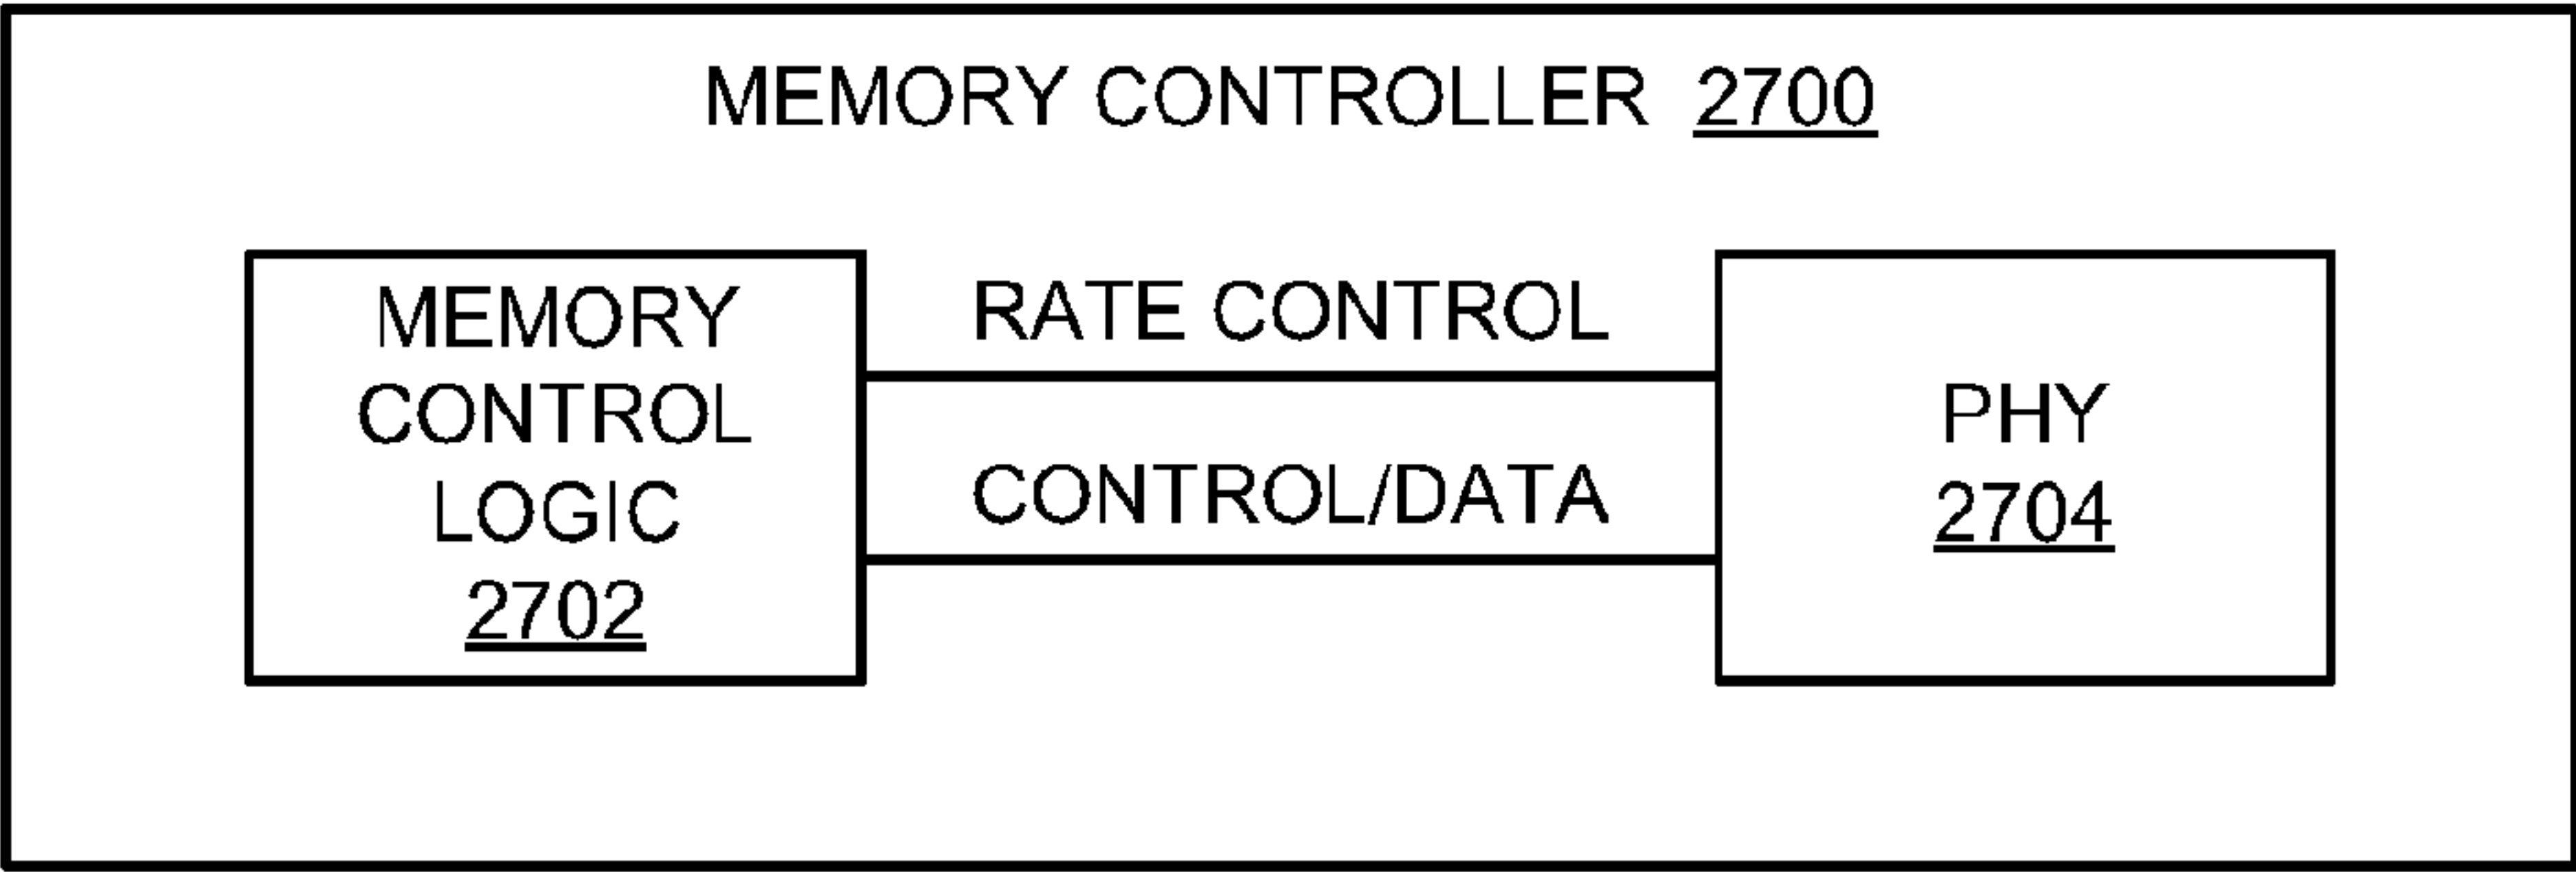 MEMORY CONTROLLER 2700
MEMORY
CONTROL
LOGIC
2702
RATE CONTROL
CONTROL/DATA
PHY
2704